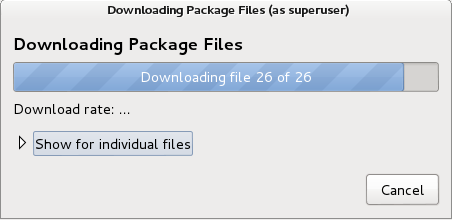 Downloading Package Files (as superuser)
Downloading Package Files
Downloading file 26 of 26
Download rate: ...
Show for individual files
Cancel